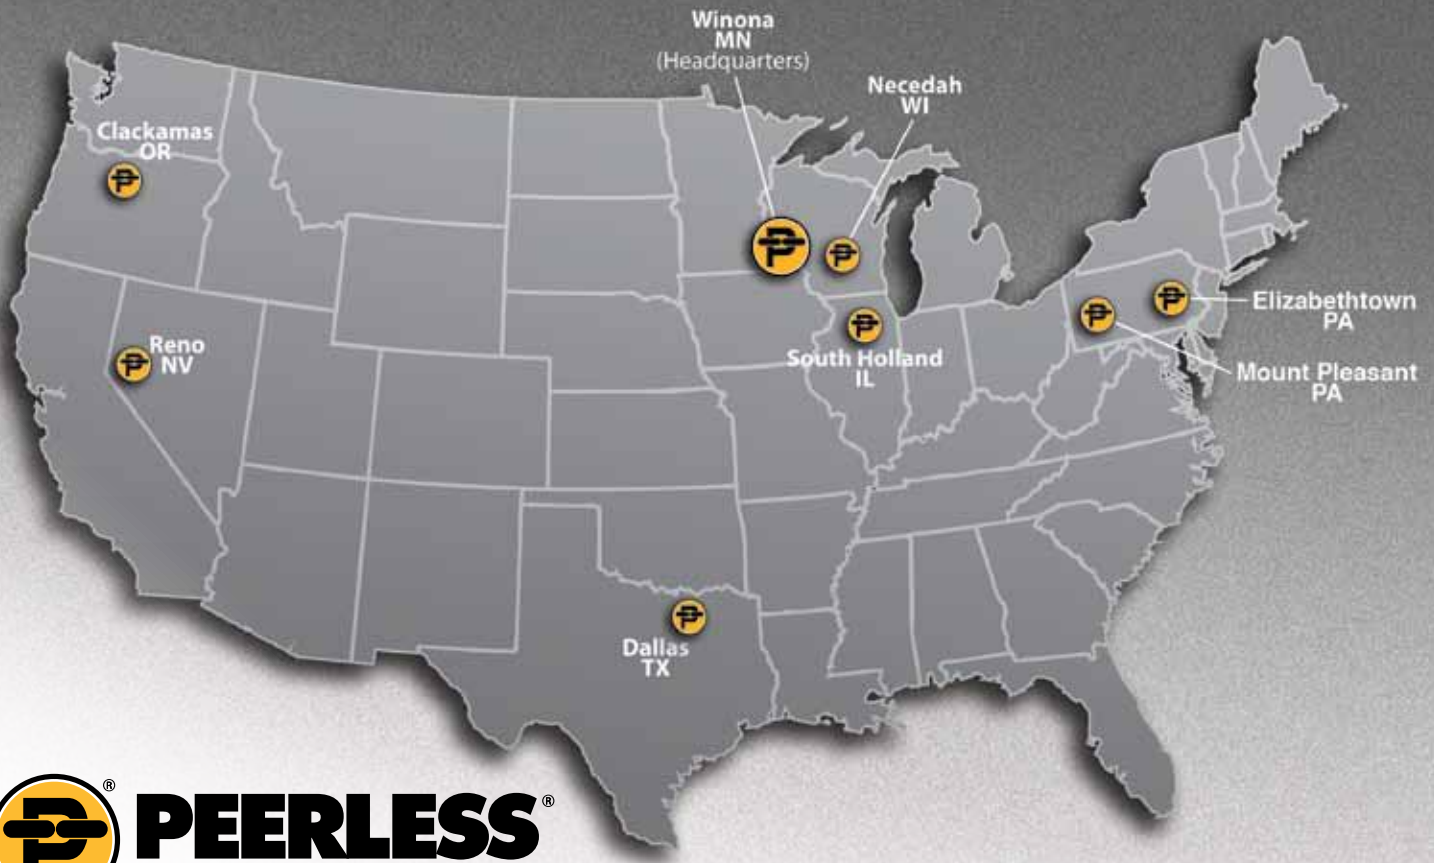 Winona
MN
(Headquarters)
Necedah
WI
Clackamas
OR
Reno
NV
South Holland
IL
Elizabethtown
PA
Mount Pleasant
PA
Dallas
TX
® PEERLESS®